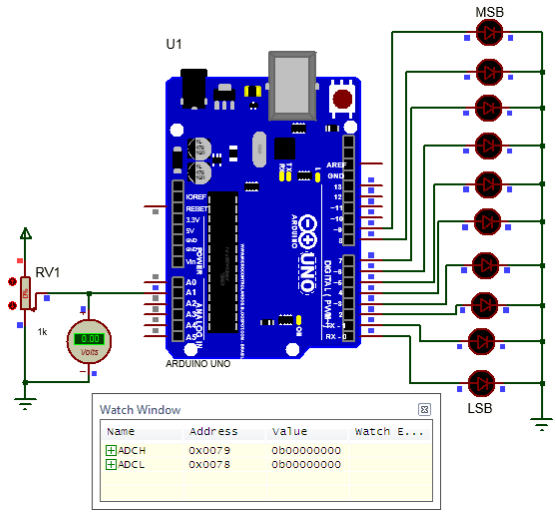 MSB
U1
AREF
GND
13
12
~11
~10
~9
8
IOREF
RESET
3.3V
5V
GND
GND
Vin
POWER
ARDUINO
UNO
TX
RX
L
7
~6
~5
4
~3
2
TX
RX
DIGITAL (PWM~)
A0
A1
A2
A3
A4
A5
ANALOG IN
ON
RV1
0%
1k
0.00
Volts
ARDUINO UNO
LSB
Watch Window
Name Address Value Watch E...
ADCH 0x0079 0b00000000
ADCL 0x0078 0b00000000